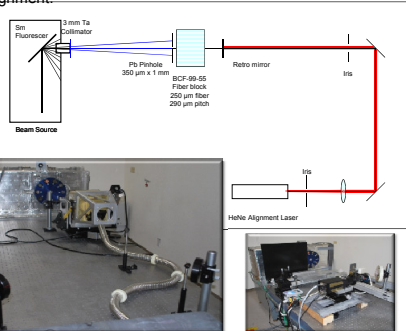 gnment.
Sm
Fluorescer
3 mm Ta
Collimator
Pb Pinhole
350 µm x 1 mm
BCF-99-55
Fiber block
250 µm fiber
290 µm pitch
Retro mirror
Iris
Beam Source
Iris
HeNe Alignment Laser